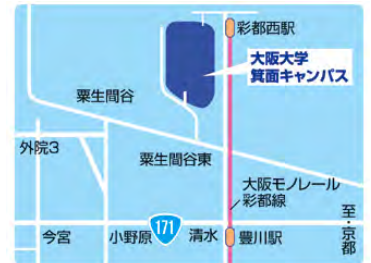 彩都西駅
大阪大学
箕面キャンパス
粟生間谷
外院3
粟生間谷東
大阪モノレール
彩都線
至・京都
今宮
小野原
171
清水
豊川駅